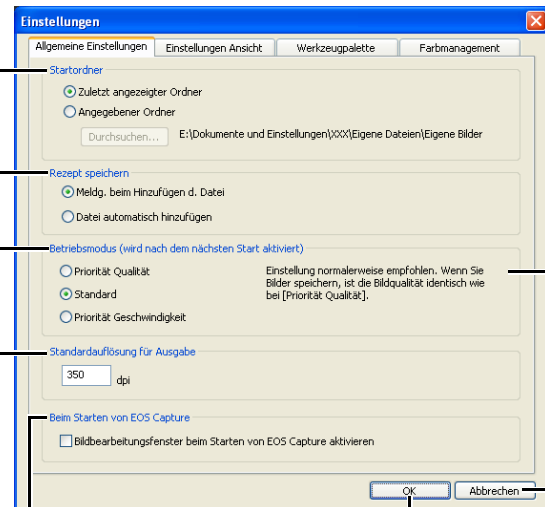 Einstellungen
Allgemeine Einstellungen
Einstellungen Ansicht
Werkzeugpalette
Farbmanagement
Startordner
Zuletzt angezeigter Ordner
Angegebener Ordner
Durchsuchen...
E:\Dokumente und Einstellungen\XXX\Eigene Dateien\Eigene Bilder
Rezept speichern
Meldg. beim Hinzufügen d. Datei
Datei automatisch hinzufügen
Betriebsmodus (wird nach dem nächsten Start aktiviert)
Priorität Qualität
Standard
Priorität Geschwindigkeit
Einstellung normalerweise empfohlen. Wenn Sie
Bilder speichern, ist die Bildqualität identisch wie
bei [Priorität Qualität].
Standardauflösung für Ausgabe
350 dpi
Beim Starten von EOS Capture
Bildbearbeitungsfenster beim Starten von EOS Capture aktivieren
OK
Abbrechen